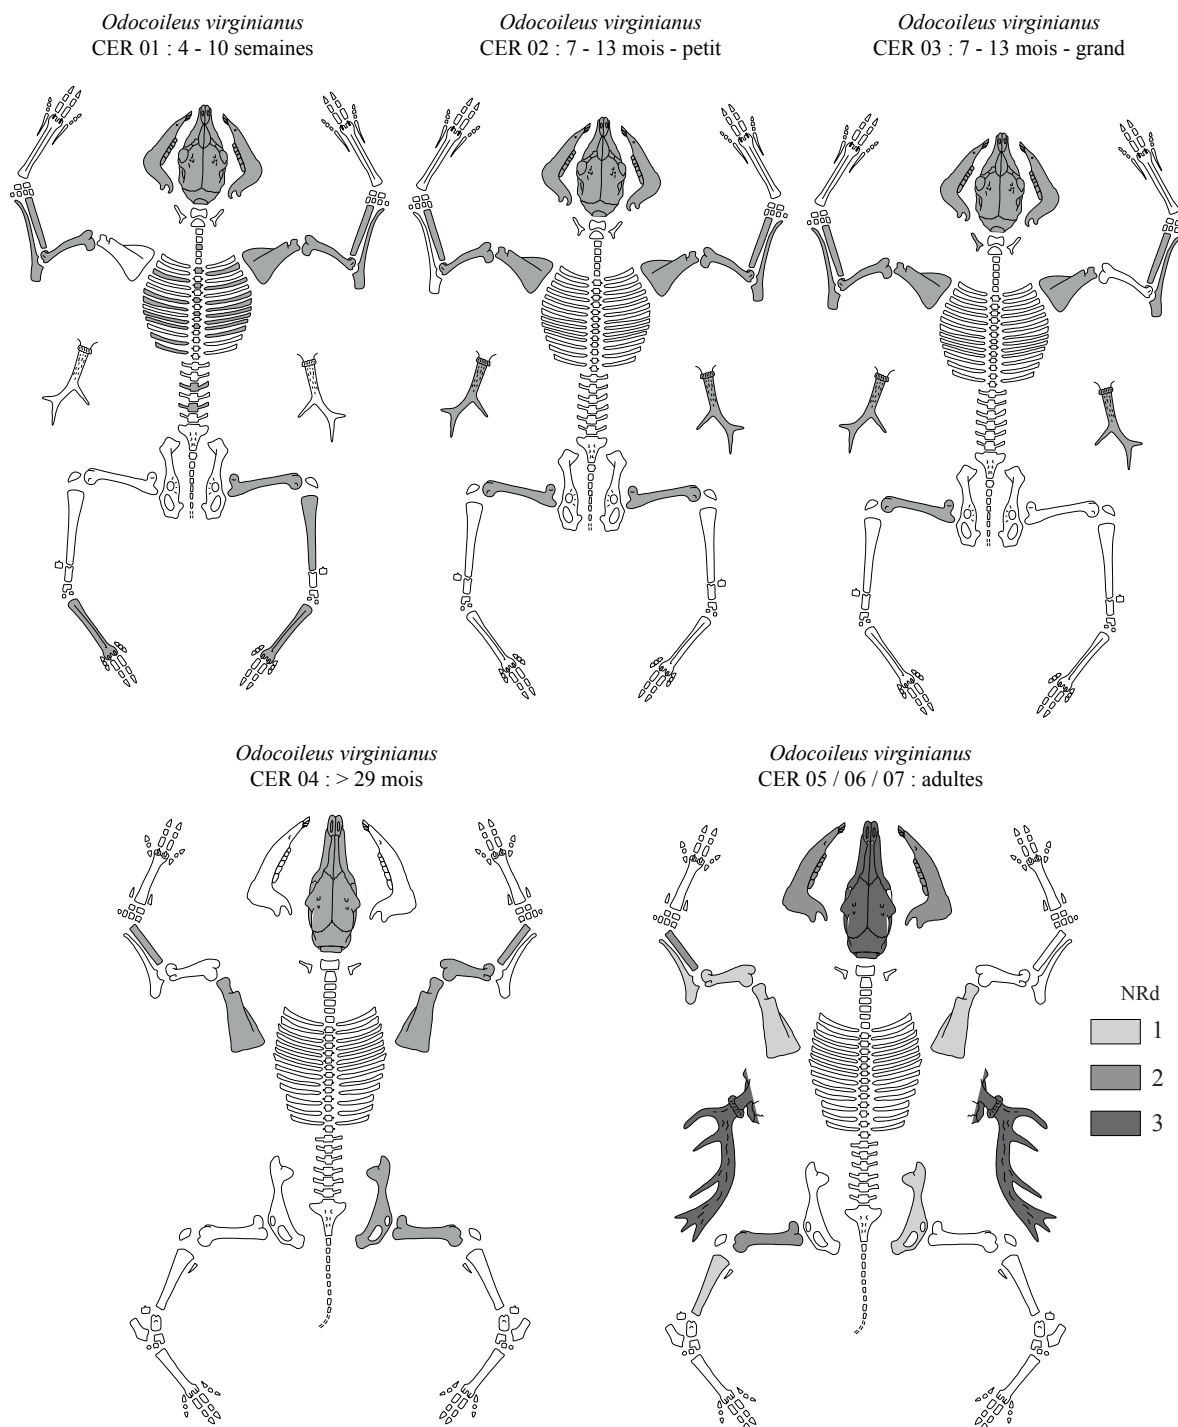 Odocoileus virginianus
CER 01 : 4 - 10 semaines
Odocoileus virginianus
CER 02 : 7 - 13 mois - petit
Odocoileus virginianus
CER 03 : 7 - 13 mois - grand
Odocoileus virginianus
CER 04 : > 29 mois
Odocoileus virginianus
CER 05 / 06 / 07 : adultes
NRd
1
2
3